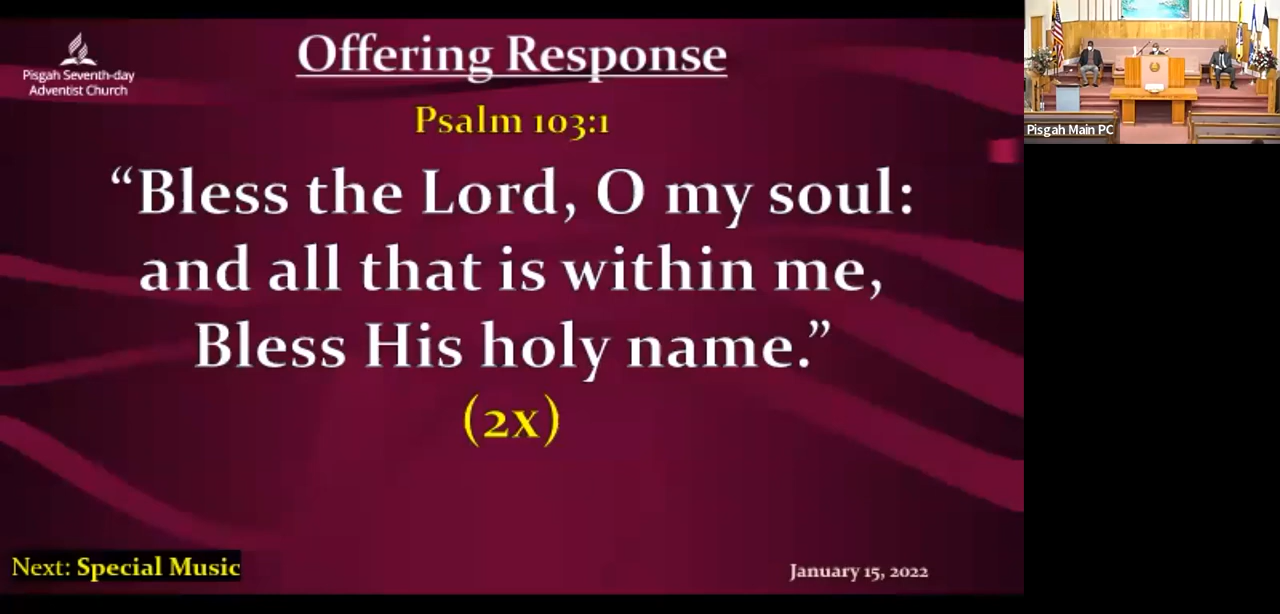 Pisgah Seventh-day
Adventist Church
Offering Response
Psalm 103:1
“Bless the Lord, O my soul:
and all that is within me,
Bless His holy name.”
(2x)
Next: Special Music
January 15, 2022
Pisgah Main PC